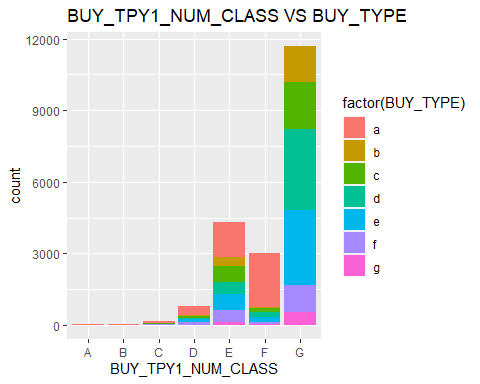 BUY_TPY1_NUM_CLASS VS BUY_TYPE
12000
9000
6000
3000
0
count
A B C D E F G
BUY_TPY1_NUM_CLASS
factor(BUY_TYPE)
a
b
c
d
e
f
g